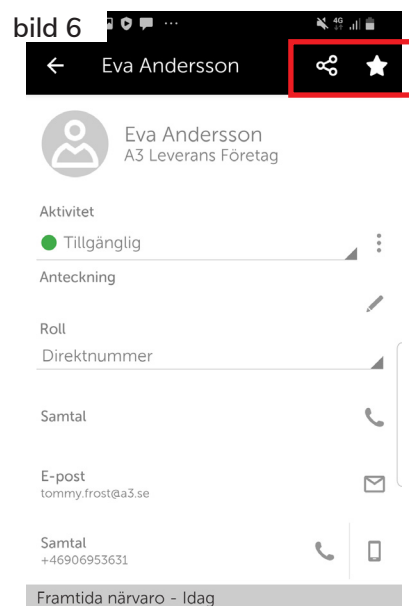 bild 6
4G
Eva Andersson
Eva Andersson
A3 Leverans Företag
Aktivitet
Tillgänglig
Anteckning
Roll
Direktnummer
Samtal
E-post
tommy.frost@a3.se
Samtal
+46906953631
Framtida närvaro - Idag